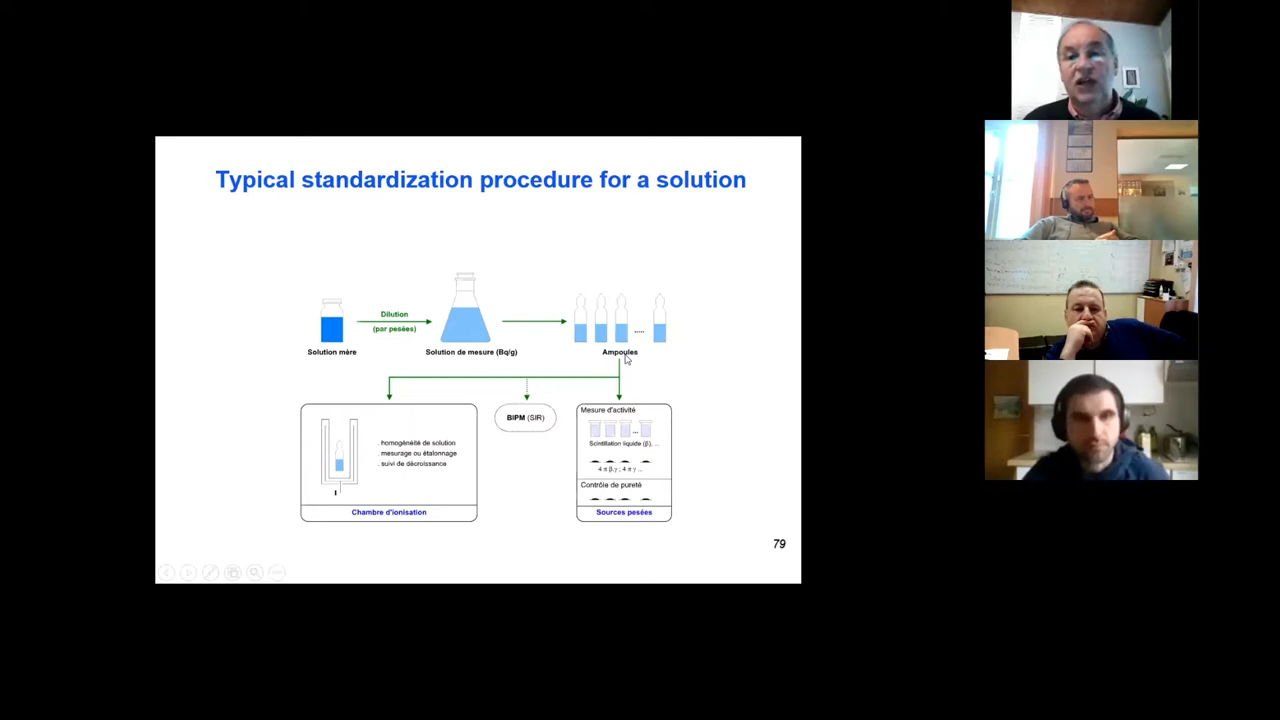 Typical standardization procedure for a solution
Dilution
(par pesées)
Solution mère
Solution de mesure (Bq/g)
.....
Ampoules
BIPM (SIR)
Mesure d'activité
...
Scintillation liquide (β), ...
4 π β.γ ; 4 π γ ...
. homogénéité de solution
. mesurage ou étalonnage
. suivi de décroissance
I
Contrôle de pureté
Chambre d'ionisation
Sources pesées
79